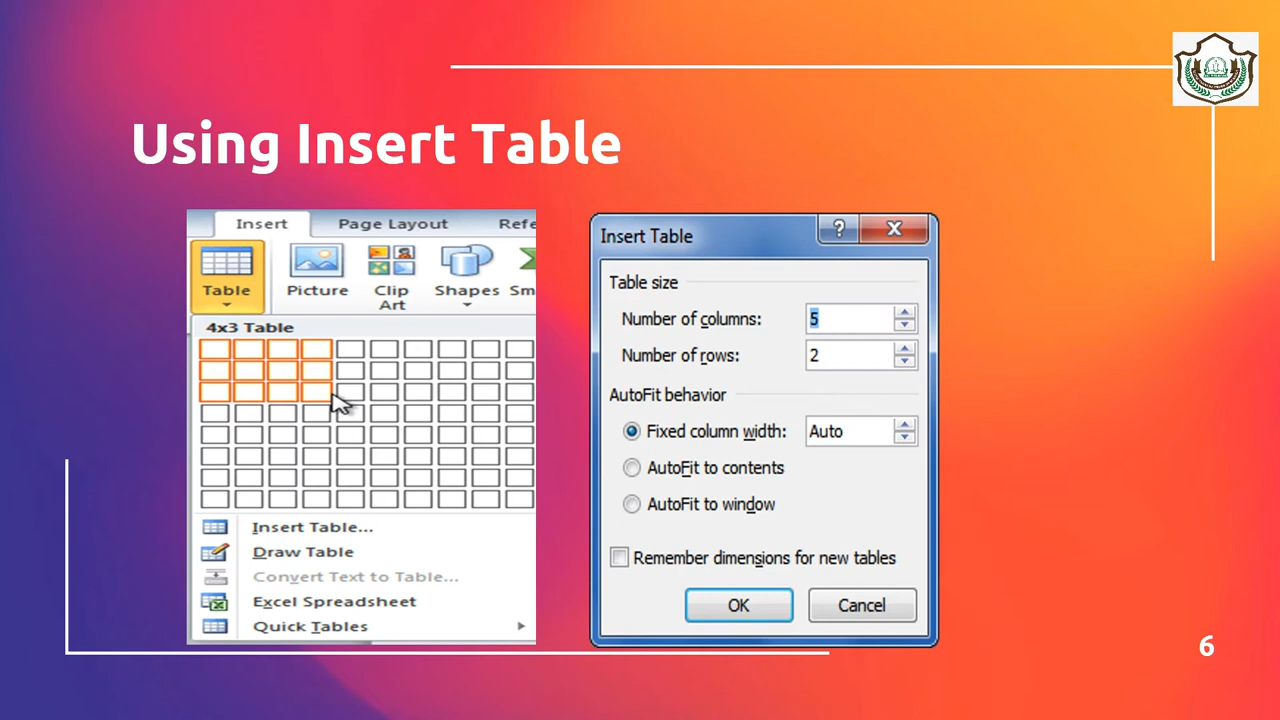 Using Insert Table
Insert Page Layout Refe
Table Picture Clip Art Shapes Sm
4x3 Table
Insert Table...
Draw Table
Convert Text to Table...
Excel Spreadsheet
Quick Tables
Insert Table
Table size
Number of columns: 5
Number of rows: 2
AutoFit behavior
Fixed column width: Auto
AutoFit to contents
AutoFit to window
Remember dimensions for new tables
OK Cancel
6